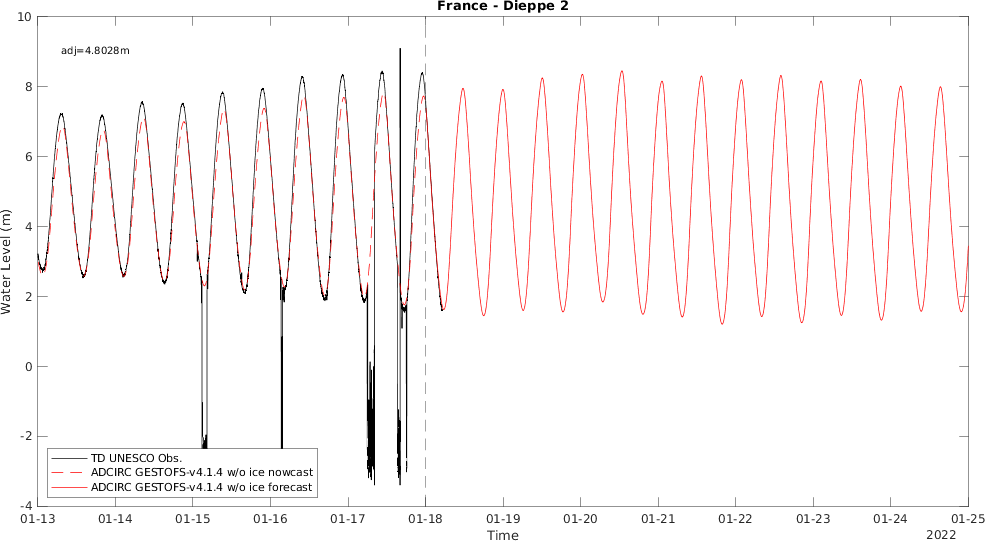 France - Dieppe 2
adj=4.8028m
Water Level (m)
10
8
6
4
2
0
-2
-4
TD UNESCO Obs.
ADCIRC GESTOFS-v4.1.4 w/o ice nowcast
ADCIRC GESTOFS-v4.1.4 w/o ice forecast
01-13 01-14 01-15 01-16 01-17 01-18 01-19 01-20 01-21 01-22 01-23 01-24 01-25
Time
2022